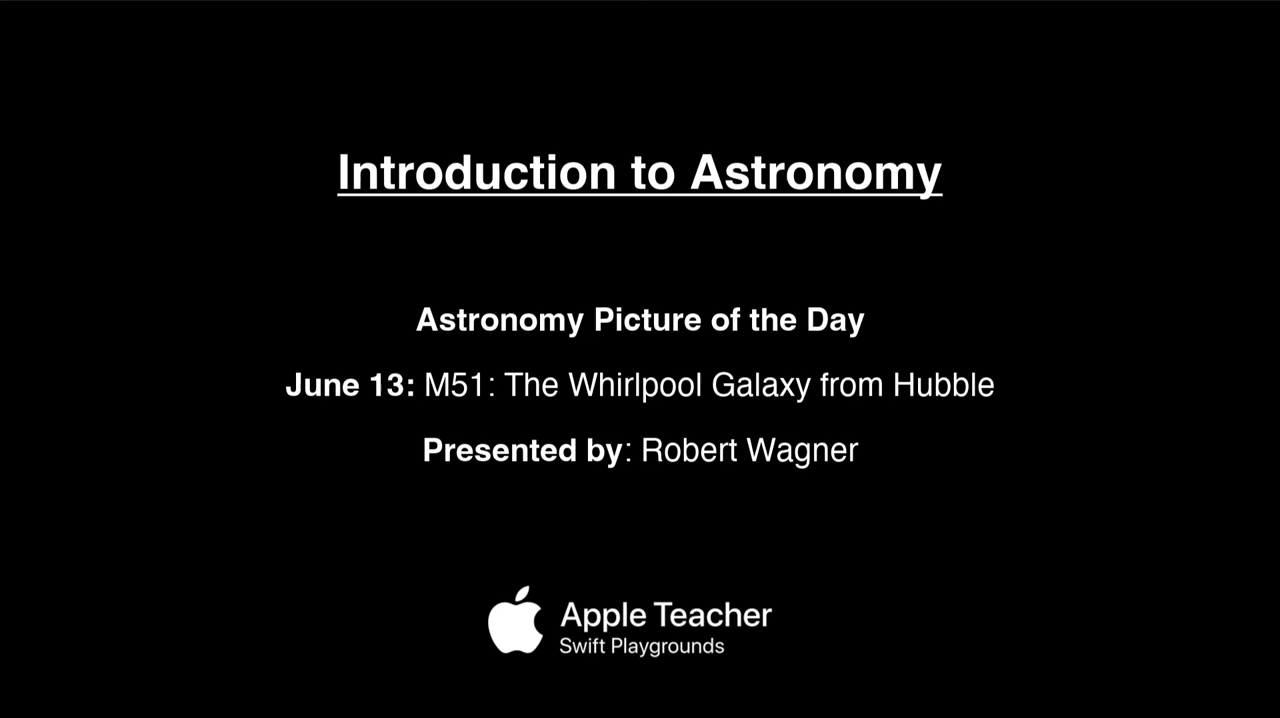 Introduction to Astronomy
Astronomy Picture of the Day
June 13: M51: The Whirlpool Galaxy from Hubble
Presented by: Robert Wagner
Apple Teacher
Swift Playgrounds